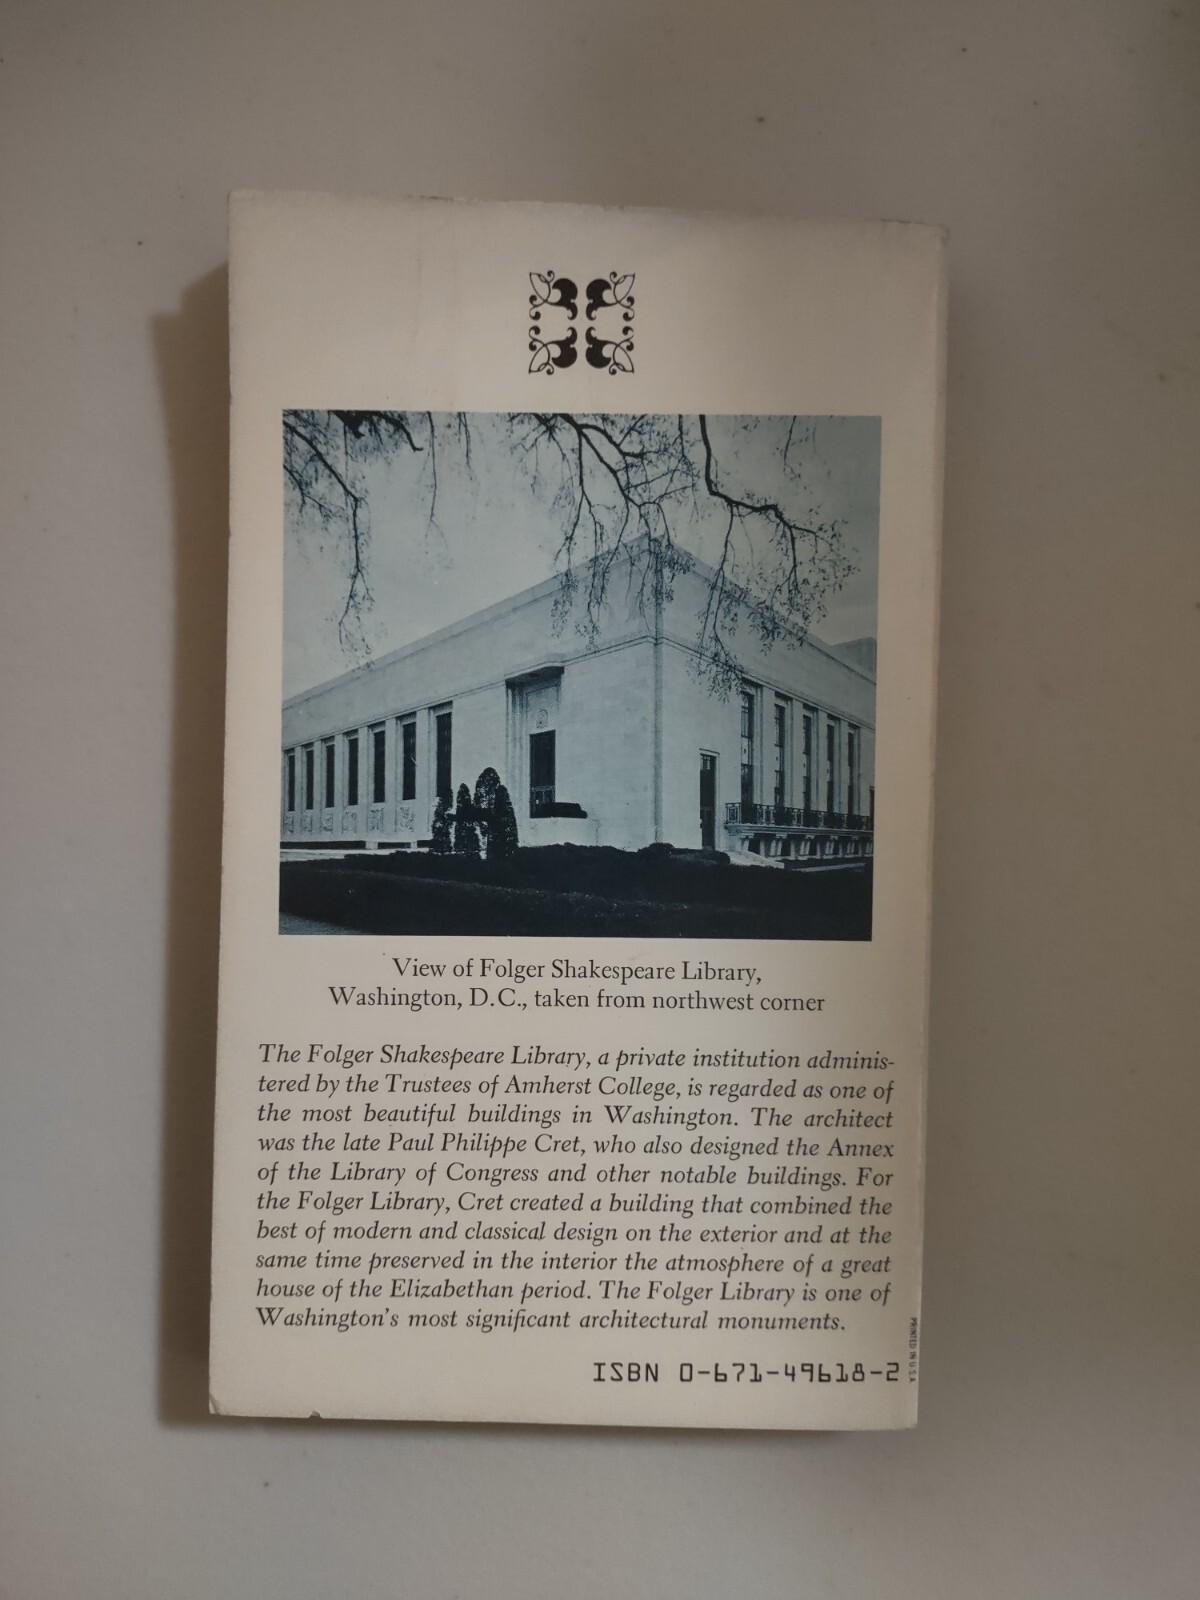 View of Folger Shakespeare Library,
Washington, D.C., taken from northwest corner
The Folger Shakespeare Library, a private institution adminis-
tered by the Trustees of Amherst College, is regarded as one of
the most beautiful buildings in Washington. The architect
was the late Paul Philippe Cret, who also designed the Annex
of the Library of Congress and other notable buildings. For
the Folger Library, Cret created a building that combined the
best of modern and classical design on the exterior and at the
same time preserved in the interior the atmosphere of a great
house of the Elizabethan period. The Folger Library is one of
Washington's most significant architectural monuments.
ISBN 0-671-49618-2
PRINTED IN U.S.A.